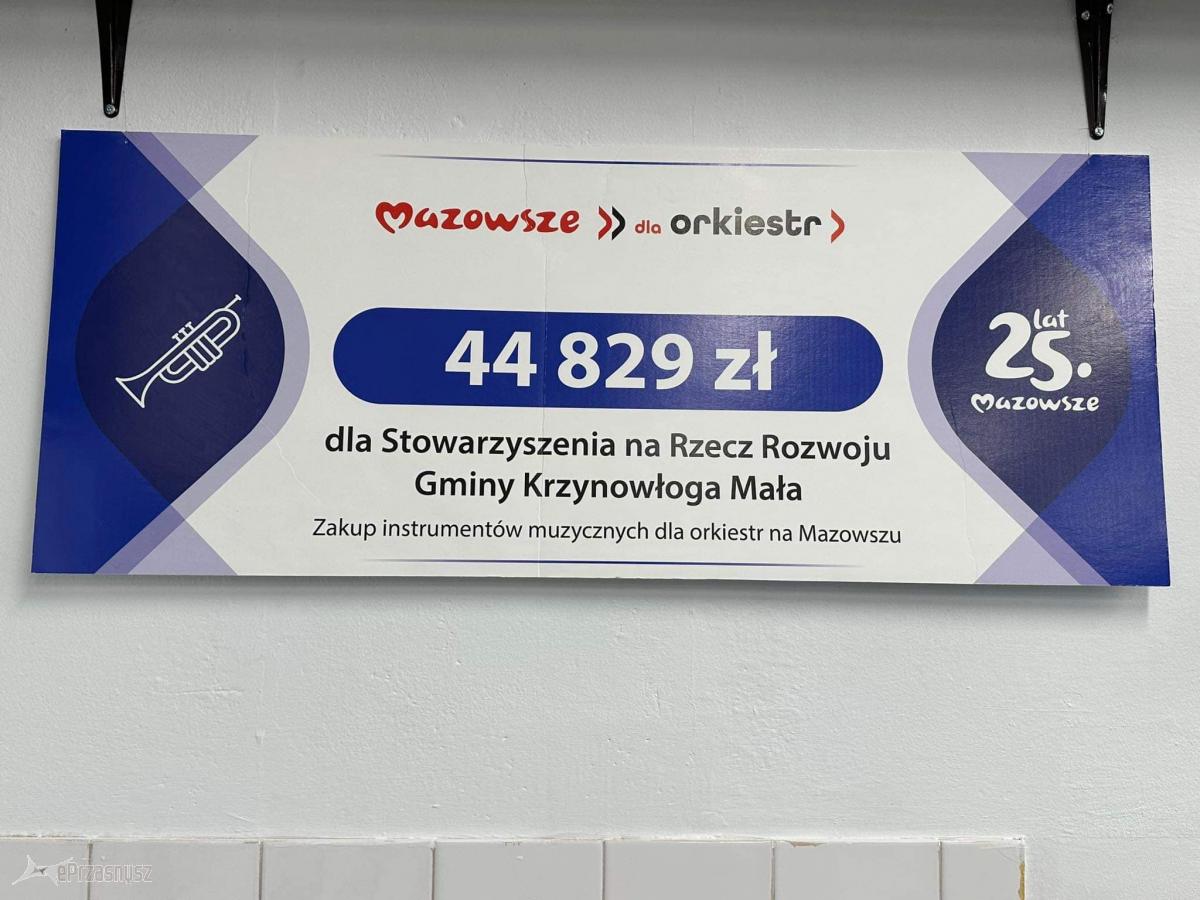 Mazowsze dla orkiestr
44 829 zł
25. lat
Mazowsze
dla Stowarzyszenia na Rzecz Rozwoju
Gminy Krzynowłoga Mała
Zakup instrumentów muzycznych dla orkiestr na Mazowszu
ePrzasnysz